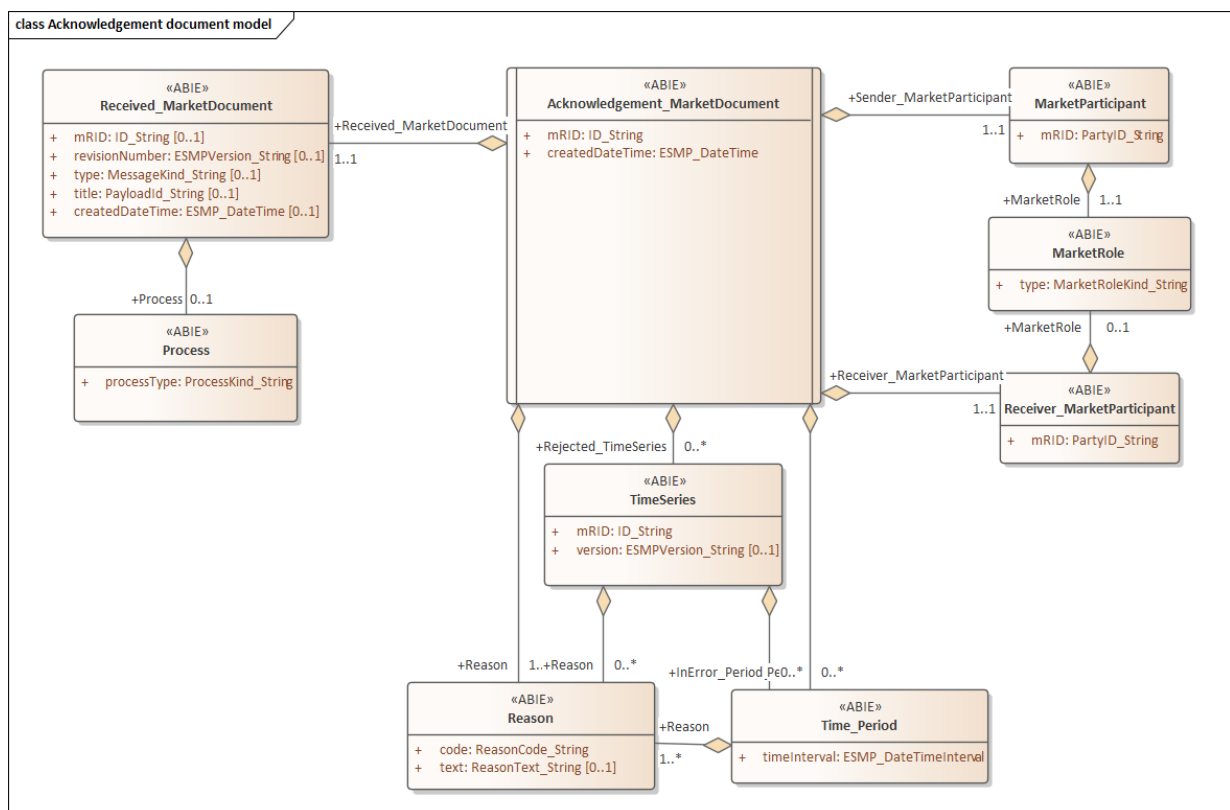 class Acknowledgement document model
«ABIE»
Received_MarketDocument
+ mRID: ID_String [0..1]
+ revisionNumber: ESMPVersion_String [0..1]
+ type: MessageKind_String [0..1]
+ title: PayloadId_String [0..1]
+ createdDateTime: ESMP_DateTime [0..1]
+Received_MarketDocument
1..1
«ABIE»
Acknowledgement_MarketDocument
+ mRID: ID_String
+ createdDateTime: ESMP_DateTime
+Sender_MarketParticipant
1..1
«ABIE»
MarketParticipant
+ mRID: PartyID_String
+MarketRole 1..1
«ABIE»
MarketRole
+ type: MarketRoleKind_String
+MarketRole 0..1
+Process 0..1
«ABIE»
Process
+ processType: ProcessKind_String
+Receiver_MarketParticipant
1..1
«ABIE»
Receiver_MarketParticipant
+ mRID: PartyID_String
+Rejected_TimeSeries 0..*
«ABIE»
TimeSeries
+ mRID: ID_String
+ version: ESMPVersion_String [0..1]
+Reason 1..
+Reason 0..*
+InError_Period_Pe
0..*
0..*
«ABIE»
Reason
+ code: ReasonCode_String
+ text: ReasonText_String [0..1]
+Reason
1..*
«ABIE»
Time_Period
+ timeInterval: ESMP_DateTimeInterval